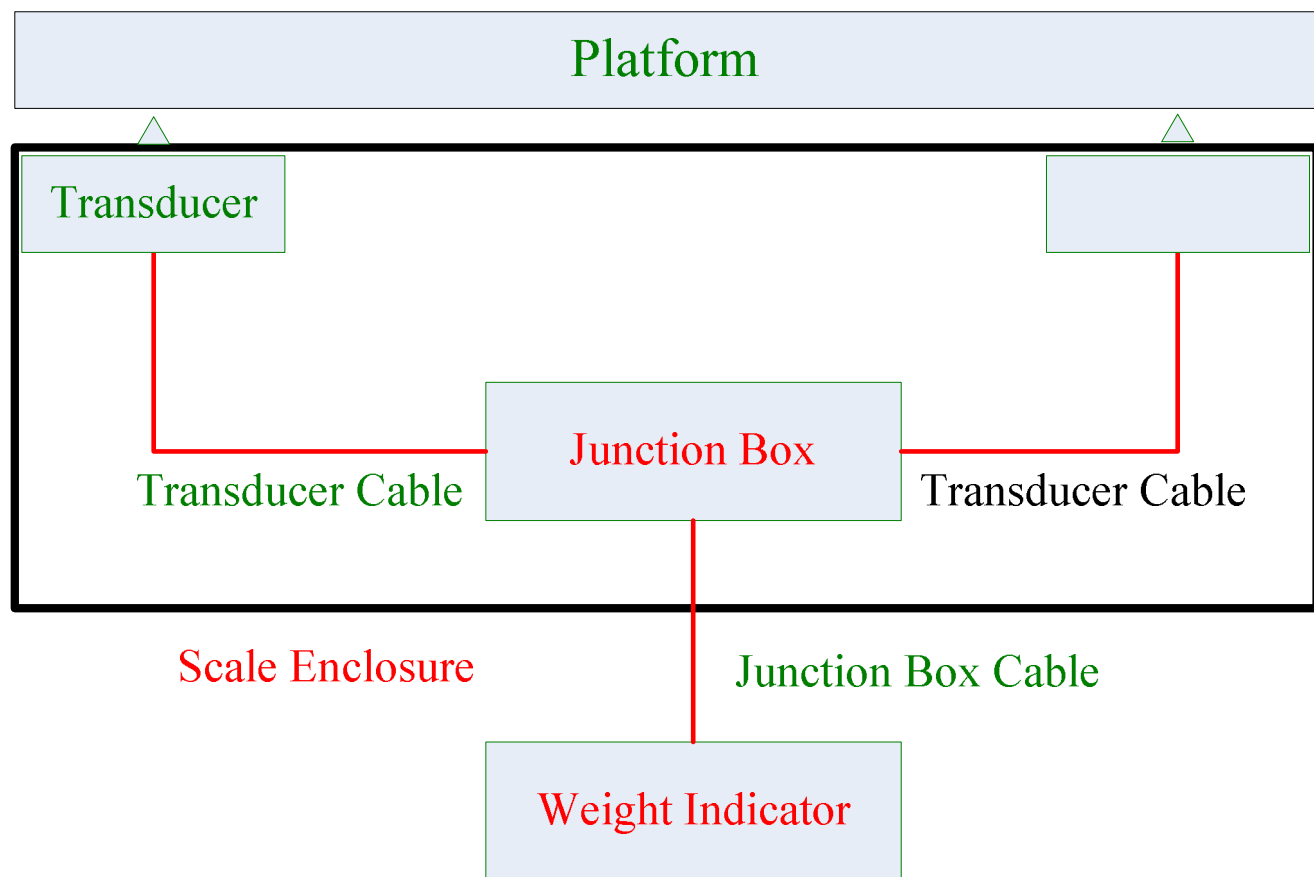 Platform
Transducer
Junction Box
Transducer Cable
Transducer Cable
Scale Enclosure
Junction Box Cable
Weight Indicator